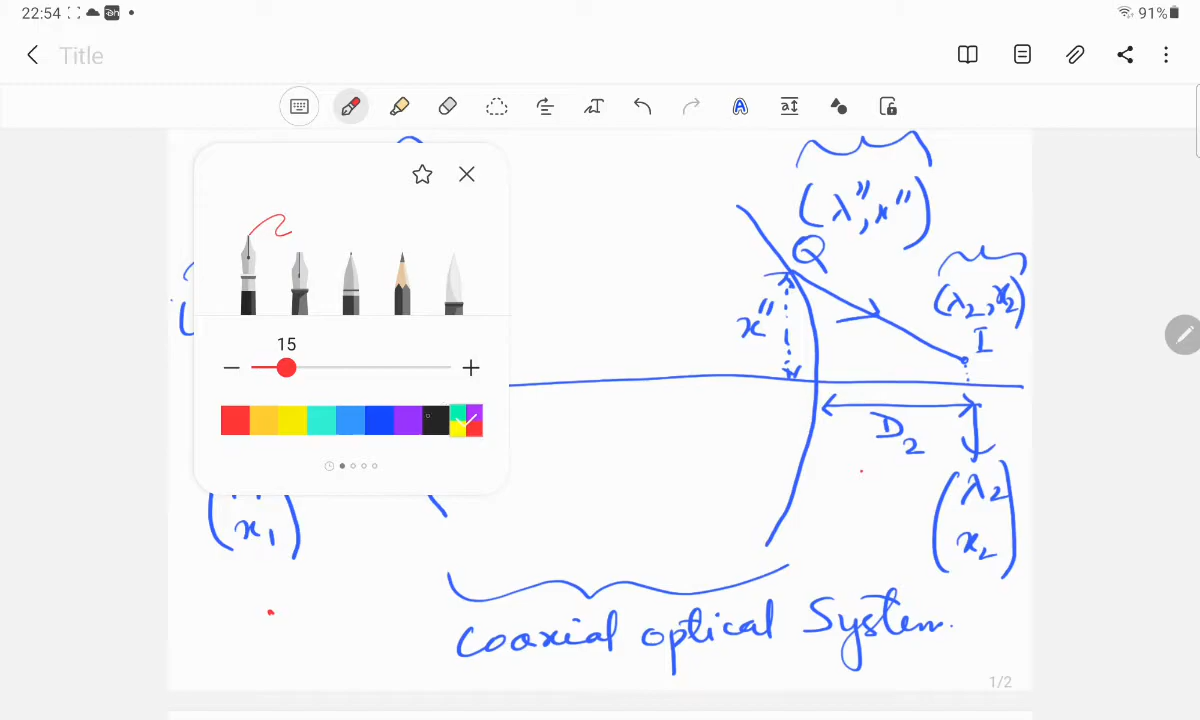 22:54
91%
Title
(λ'', x'')
Q
x''
(λ2, x2)
I
15
D2
x1
λ2
x2
Coaxial optical System.
1/2